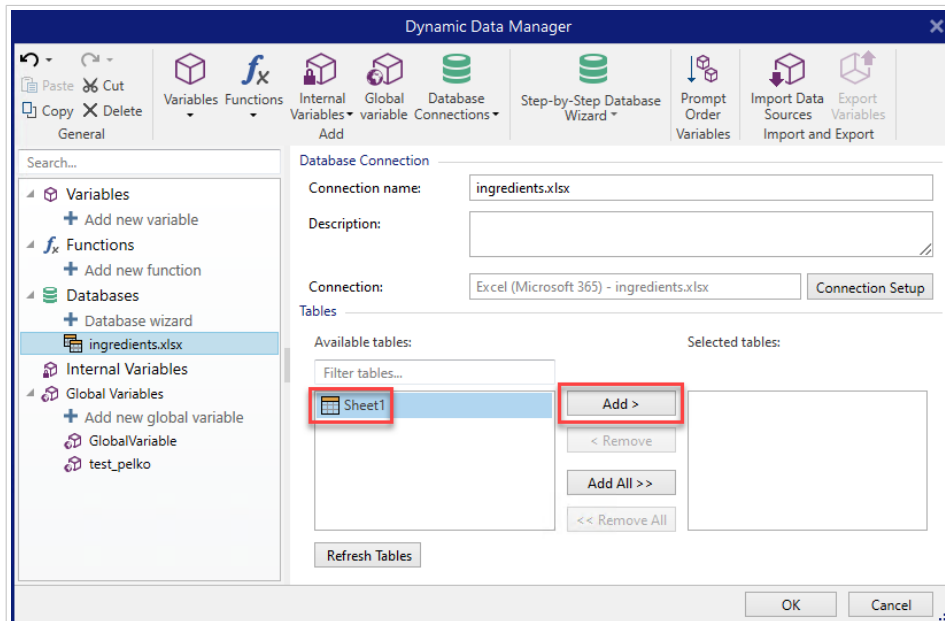 Dynamic Data Manager
Paste Cut
Copy Delete
General
Variables Functions
Internal Variables
Global variable
Database Connections
Add
Step-by-Step Database Wizard
Prompt Order
Variables
Import Data Sources
Export Variables
Import and Export
Search...
Variables
Add new variable
Functions
Add new function
Databases
Database wizard
ingredients.xlsx
Internal Variables
Global Variables
Add new global variable
GlobalVariable
test_pelko
Database Connection
Connection name: ingredients.xlsx
Description:
Connection: Excel (Microsoft 365) - ingredients.xlsx Connection Setup
Tables
Available tables: Selected tables:
Filter tables...
Sheet1
Add >
< Remove
Add All >>
<< Remove All
Refresh Tables
OK Cancel